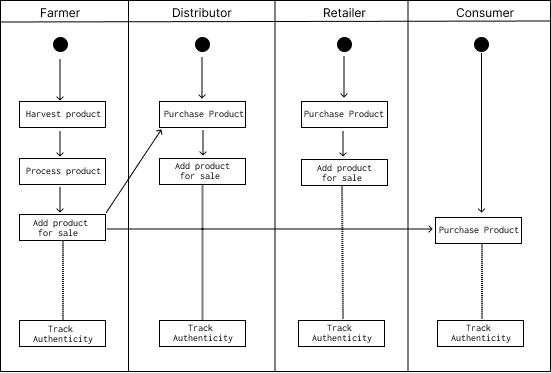 Farmer
Distributor
Retailer
Consumer
Harvest product
Purchase Product
Purchase Product
Process product
Add product
for sale
Add product
for sale
Add product
for sale
Purchase Product
Track
Authenticity
Track
Authenticity
Track
Authenticity
Track
Authenticity